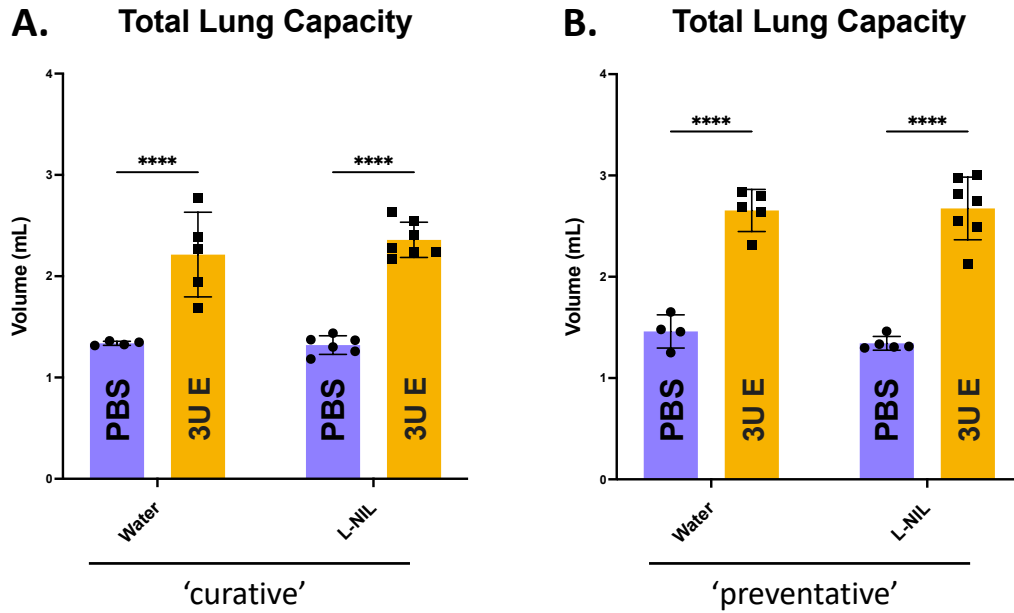 A.
Total Lung Capacity
Volume (mL)
4
3
2
1
0
****
****
PBS
3U E
PBS
3U E
Water
L-NIL
‘curative’
B.
Total Lung Capacity
Volume (mL)
4
3
2
1
0
****
****
PBS
3U E
PBS
3U E
Water
L-NIL
‘preventative’